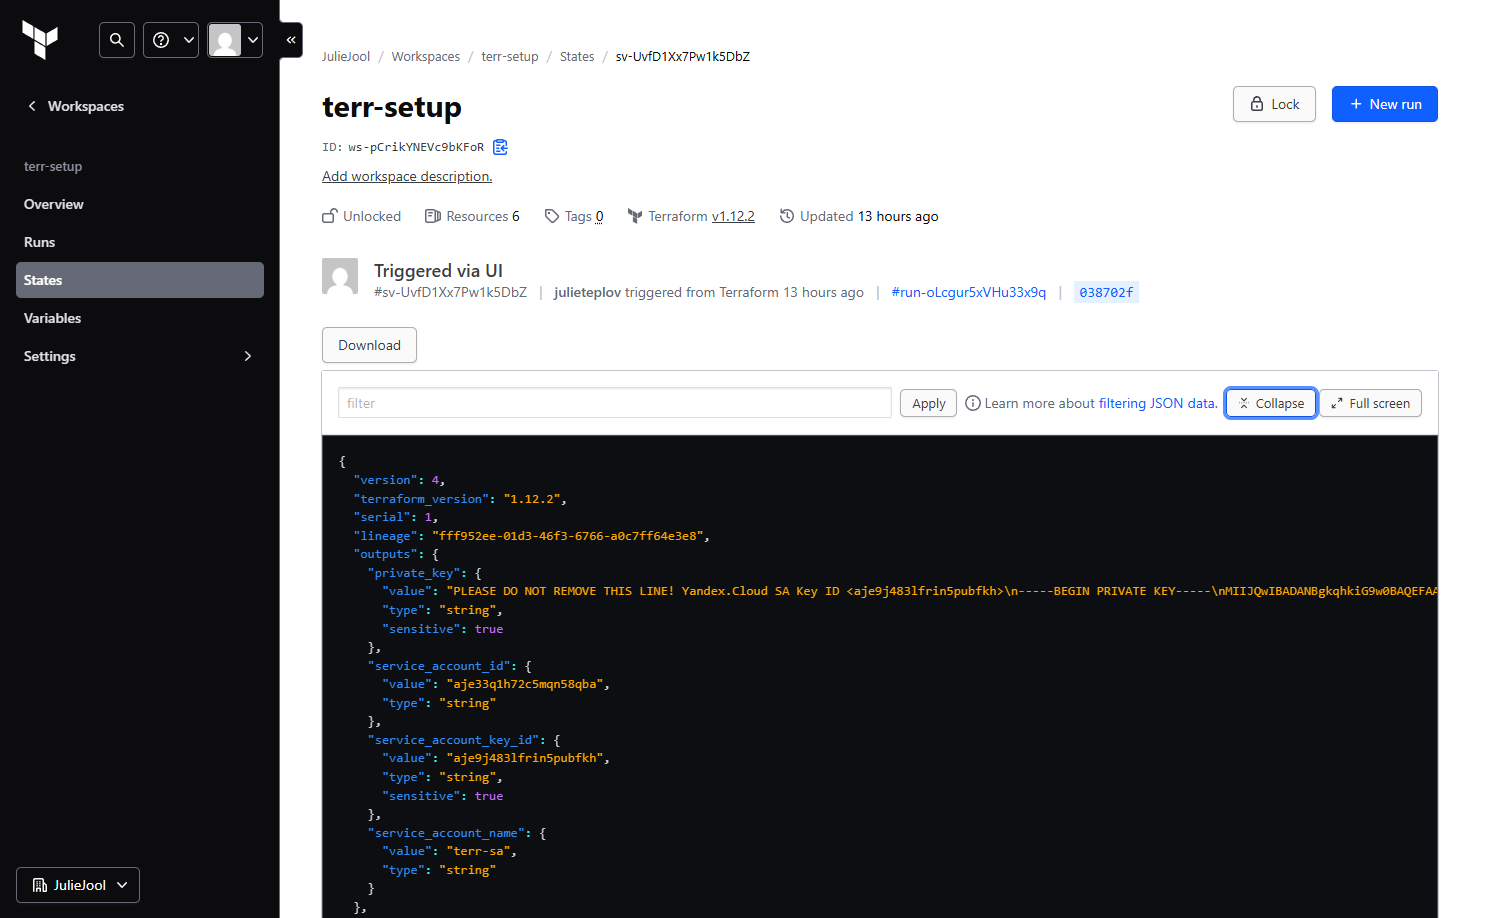 Workspaces
terr-setup
Overview
Runs
States
Variables
Settings
JulieJool
JulieJool / Workspaces / terr-setup / States / sv-UvfD1Xx7Pw1k5DbZ
terr-setup
Lock
+ New run
ID: ws-pCrikYNEVc9bKFoR
Add workspace description.
Unlocked Resources 6 Tags 0 Terraform v1.12.2 Updated 13 hours ago
Triggered via UI
#sv-UvfD1Xx7Pw1k5DbZ | julieteplov triggered from Terraform 13 hours ago | #run-oLcgur5xVHu33x9q | 038702f
Download
filter
Apply
Learn more about filtering JSON data.
Collapse
Full screen
{
"version": 4,
"terraform_version": "1.12.2",
"serial": 1,
"lineage": "fff952ee-01d3-46f3-6766-a0c7ff64e3e8",
"outputs": {
"private_key": {
"value": "PLEASE DO NOT REMOVE THIS LINE! Yandex.Cloud SA Key ID <aje9j483lfrin5pubfkh>\n-----BEGIN PRIVATE KEY-----\nMIIJQwIBADANBgkqhkiG9w0BAQEFAA
"type": "string",
"sensitive": true
},
"service_account_id": {
"value": "aje33q1h72c5mqn58qba",
"type": "string"
},
"service_account_key_id": {
"value": "aje9j483lfrin5pubfkh",
"type": "string",
"sensitive": true
},
"service_account_name": {
"value": "terr-sa",
"type": "string"
}
},